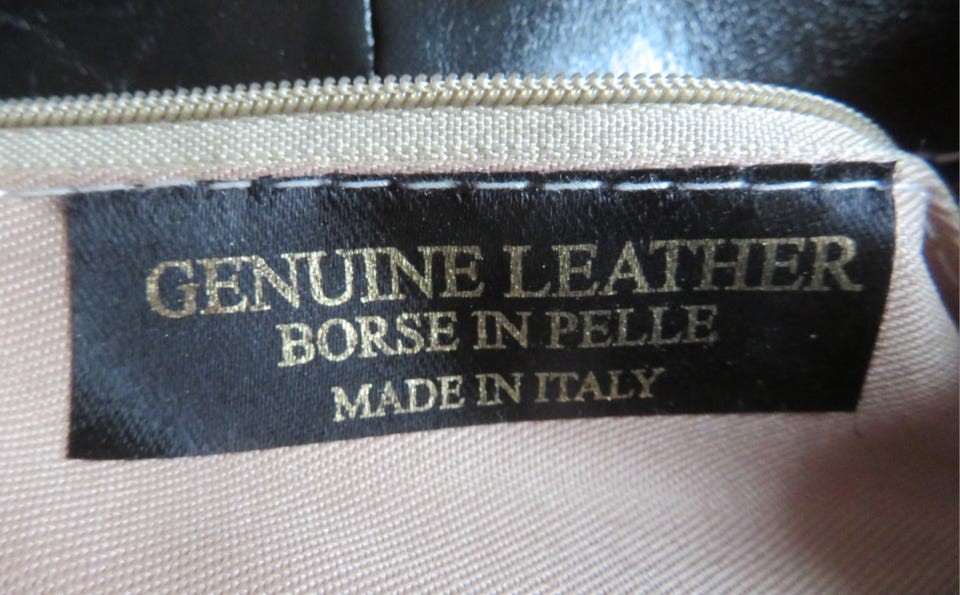 GENUINE LEATHER
BORSE IN PELLE
MADE IN ITALY